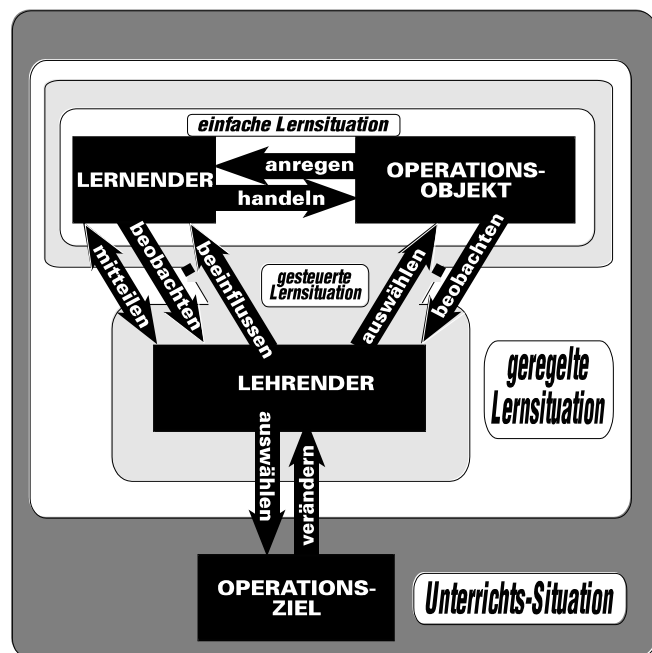 einfache Lernsituation
LERNENDER
anregen
handeln
OPERATIONS-
OBJEKT
mitteilen
beobachten
beeinflussen
gesteuerte
Lernsituation
auswählen
beobachten
LEHRENDER
geregelte
Lernsituation
auswählen
verändern
OPERATIONS-
ZIEL
Unterrichts-Situation